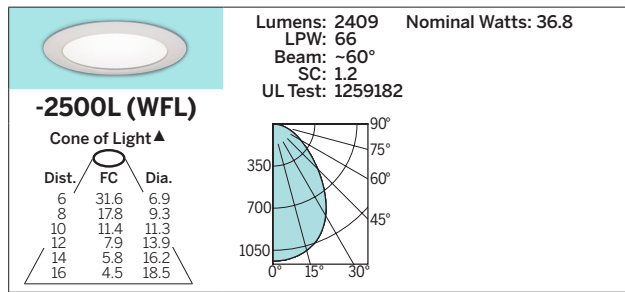 Lumens: 2409 Nominal Watts: 36.8
LPW: 66
Beam: ~60°
SC: 1.2
UL Test: 1259182
-2500L (WFL)
Cone of Light▲
Dist. FC Dia.
6 31.6 6.9
8 17.8 9.3
10 11.4 11.3
12 7.9 13.9
14 5.8 16.2
16 4.5 18.5
90°
75°
350
60°
700
45°
1050
0° 15° 30°